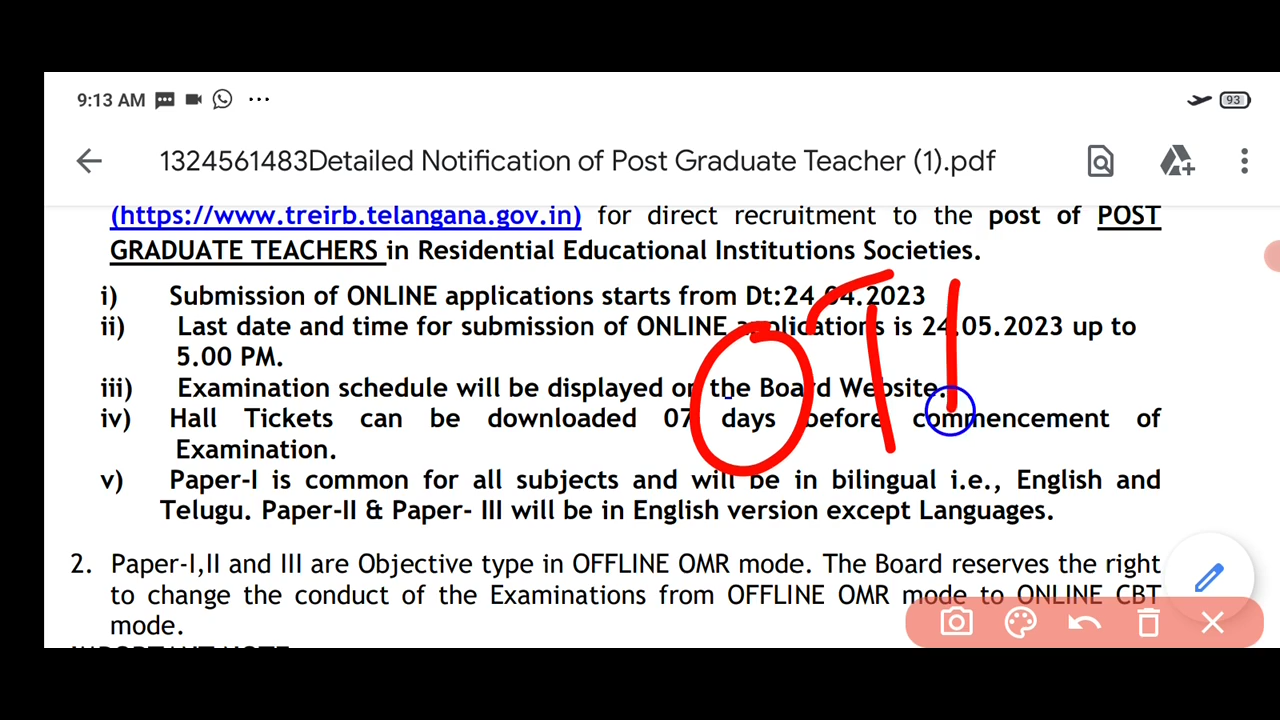 9:13 AM ... 93
1324561483Detailed Notification of Post Graduate Teacher (1).pdf
(https://www.treirb.telangana.gov.in) for direct recruitment to the post of POST
GRADUATE TEACHERS in Residential Educational Institutions Societies.
i) Submission of ONLINE applications starts from Dt:24.04.2023
ii) Last date and time for submission of ONLINE applications is 24.05.2023 up to
5.00 PM.
iii) Examination schedule will be displayed on the Board Website.
iv) Hall Tickets can be downloaded 07 days before commencement of
Examination.
v) Paper-I is common for all subjects and will be in bilingual i.e., English and
Telugu. Paper-II & Paper- III will be in English version except Languages.
2. Paper-I,II and III are Objective type in OFFLINE OMR mode. The Board reserves the right
to change the conduct of the Examinations from OFFLINE OMR mode to ONLINE CBT
mode.
IMPORTANT NOTE